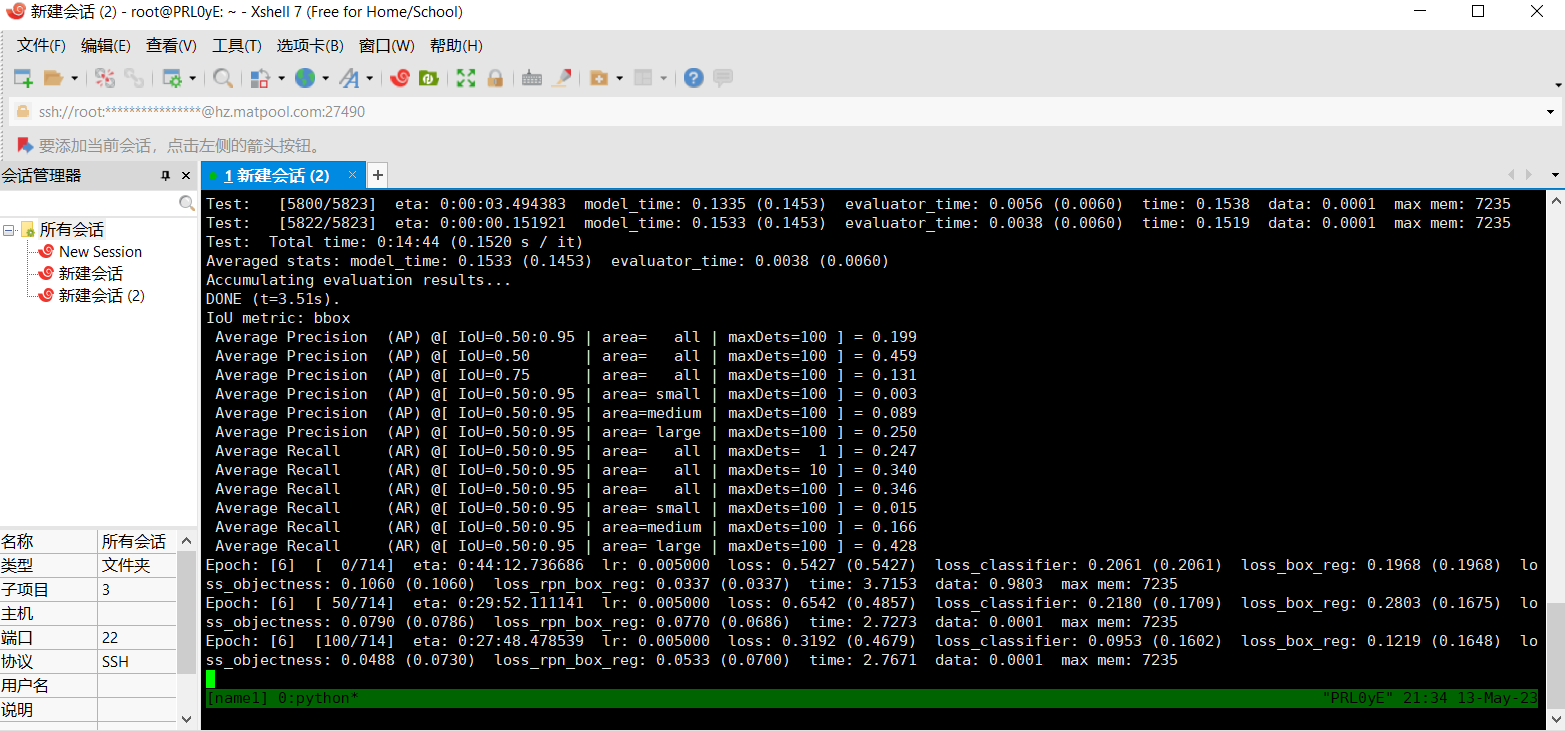 新建会话 (2) - root@PRL0yE: ~ - Xshell 7 (Free for Home/School)
文件(F) 编辑(E) 查看(V) 工具(T) 选项卡(B) 窗口(W) 帮助(H)
ssh://root:****************@hz.matpool.com:27490
要添加当前会话，点击左侧的箭头按钮。
会话管理器
1 新建会话 (2)
所有会话
New Session
新建会话
新建会话 (2)
名称 所有会话
类型 文件夹
子项目 3
主机
端口 22
协议 SSH
用户名
说明
Test:   [5800/5823]  eta: 0:00:03.494383  model_time: 0.1335 (0.1453)  evaluator_time: 0.0056 (0.0060)  time: 0.1538  data: 0.0001  max mem: 7235
Test:   [5822/5823]  eta: 0:00:00.151921  model_time: 0.1533 (0.1453)  evaluator_time: 0.0038 (0.0060)  time: 0.1519  data: 0.0001  max mem: 7235
Test:  Total time: 0:14:44 (0.1520 s / it)
Averaged stats: model_time: 0.1533 (0.1453)  evaluator_time: 0.0038 (0.0060)
Accumulating evaluation results...
DONE (t=3.51s).
IoU metric: bbox
 Average Precision  (AP) @[ IoU=0.50:0.95 | area=   all | maxDets=100 ] = 0.199
 Average Precision  (AP) @[ IoU=0.50      | area=   all | maxDets=100 ] = 0.459
 Average Precision  (AP) @[ IoU=0.75      | area=   all | maxDets=100 ] = 0.131
 Average Precision  (AP) @[ IoU=0.50:0.95 | area= small | maxDets=100 ] = 0.003
 Average Precision  (AP) @[ IoU=0.50:0.95 | area=medium | maxDets=100 ] = 0.089
 Average Precision  (AP) @[ IoU=0.50:0.95 | area= large | maxDets=100 ] = 0.250
 Average Recall     (AR) @[ IoU=0.50:0.95 | area=   all | maxDets=  1 ] = 0.247
 Average Recall     (AR) @[ IoU=0.50:0.95 | area=   all | maxDets= 10 ] = 0.340
 Average Recall     (AR) @[ IoU=0.50:0.95 | area=   all | maxDets=100 ] = 0.346
 Average Recall     (AR) @[ IoU=0.50:0.95 | area= small | maxDets=100 ] = 0.015
 Average Recall     (AR) @[ IoU=0.50:0.95 | area=medium | maxDets=100 ] = 0.166
 Average Recall     (AR) @[ IoU=0.50:0.95 | area= large | maxDets=100 ] = 0.428
Epoch: [6]  [  0/714]  eta: 0:44:12.736686  lr: 0.005000  loss: 0.5427 (0.5427)  loss_classifier: 0.2061 (0.2061)  loss_box_reg: 0.1968 (0.1968)  lo
ss_objectness: 0.1060 (0.1060)  loss_rpn_box_reg: 0.0337 (0.0337)  time: 3.7153  data: 0.9803  max mem: 7235
Epoch: [6]  [ 50/714]  eta: 0:29:52.111141  lr: 0.005000  loss: 0.6542 (0.4857)  loss_classifier: 0.2180 (0.1709)  loss_box_reg: 0.2803 (0.1675)  lo
ss_objectness: 0.0790 (0.0786)  loss_rpn_box_reg: 0.0770 (0.0686)  time: 2.7273  data: 0.0001  max mem: 7235
Epoch: [6]  [100/714]  eta: 0:27:48.478539  lr: 0.005000  loss: 0.3192 (0.4679)  loss_classifier: 0.0953 (0.1602)  loss_box_reg: 0.1219 (0.1648)  lo
ss_objectness: 0.0488 (0.0730)  loss_rpn_box_reg: 0.0533 (0.0700)  time: 2.7671  data: 0.0001  max mem: 7235
[name1] 0:python* "PRL0yE" 21:34 13-May-23